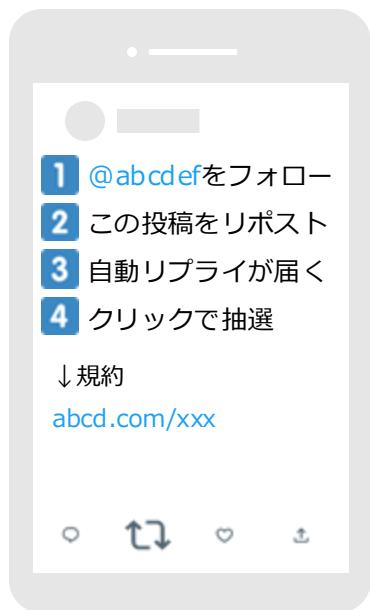 1 @abcdefをフォロー
2 この投稿をリポスト
3 自動リプライが届く
4 クリックで抽選
↓規約
abcd.com/xxx